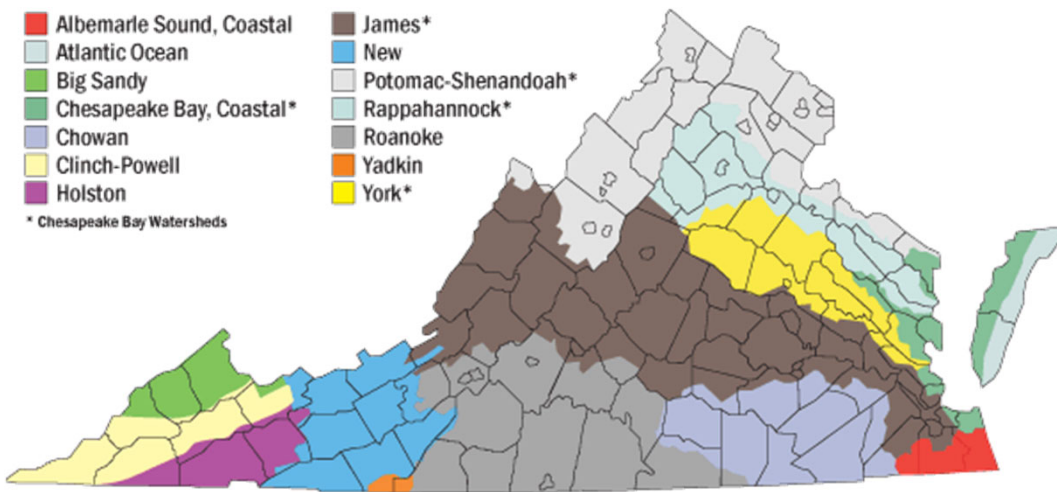 Albemarle Sound, Coastal
Atlantic Ocean
Big Sandy
Chesapeake Bay, Coastal*
Chowan
Clinch-Powell
Holston
* Chesapeake Bay Watersheds
James*
New
Potomac-Shenandoah*
Rappahannock*
Roanoke
Yadkin
York*